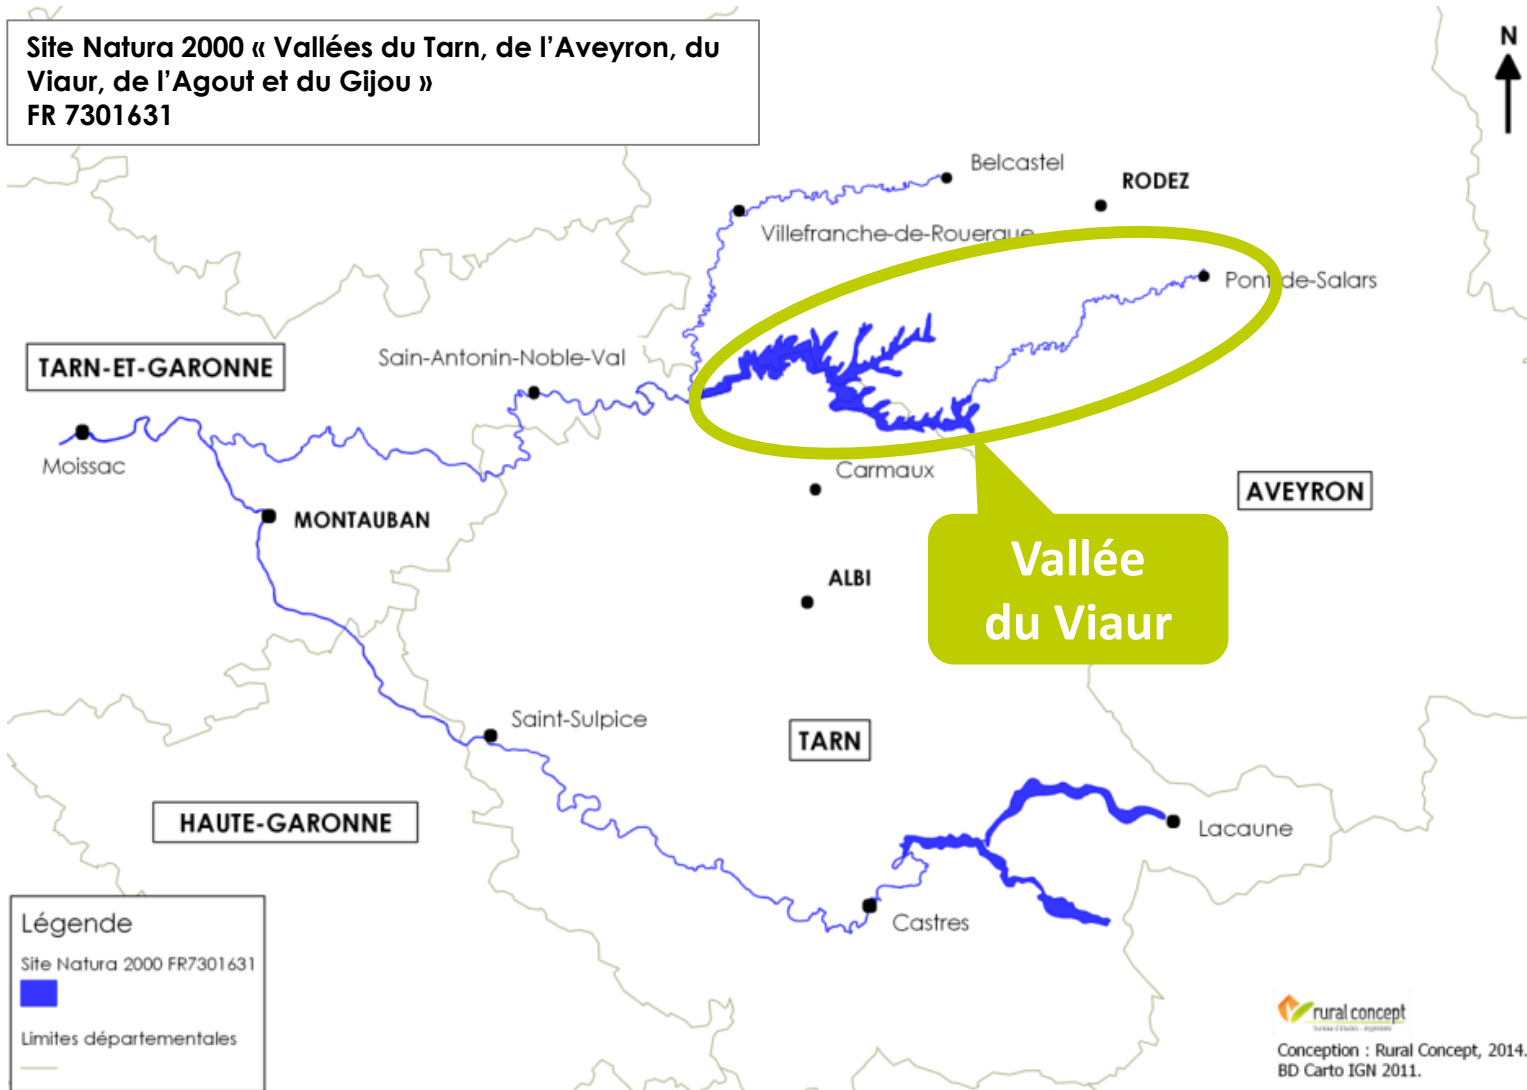 Site Natura 2000 « Vallées du Tarn, de l’Aveyron, du
Viaur, de l’Agout et du Gijou »
FR 7301631
N
Belcastel
RODEZ
Villefranche-de-Rouergue
Pont-de-Salars
Sain-Antonin-Noble-Val
TARN-ET-GARONNE
Moissac
Carmaux
AVEYRON
MONTAUBAN
Vallée
du Viaur
ALBI
Saint-Sulpice
TARN
HAUTE-GARONNE
Lacaune
Castres
Légende
Site Natura 2000 FR7301631
Limites départementales
rural concept
Conception : Rural Concept, 2014.
BD Carto IGN 2011.